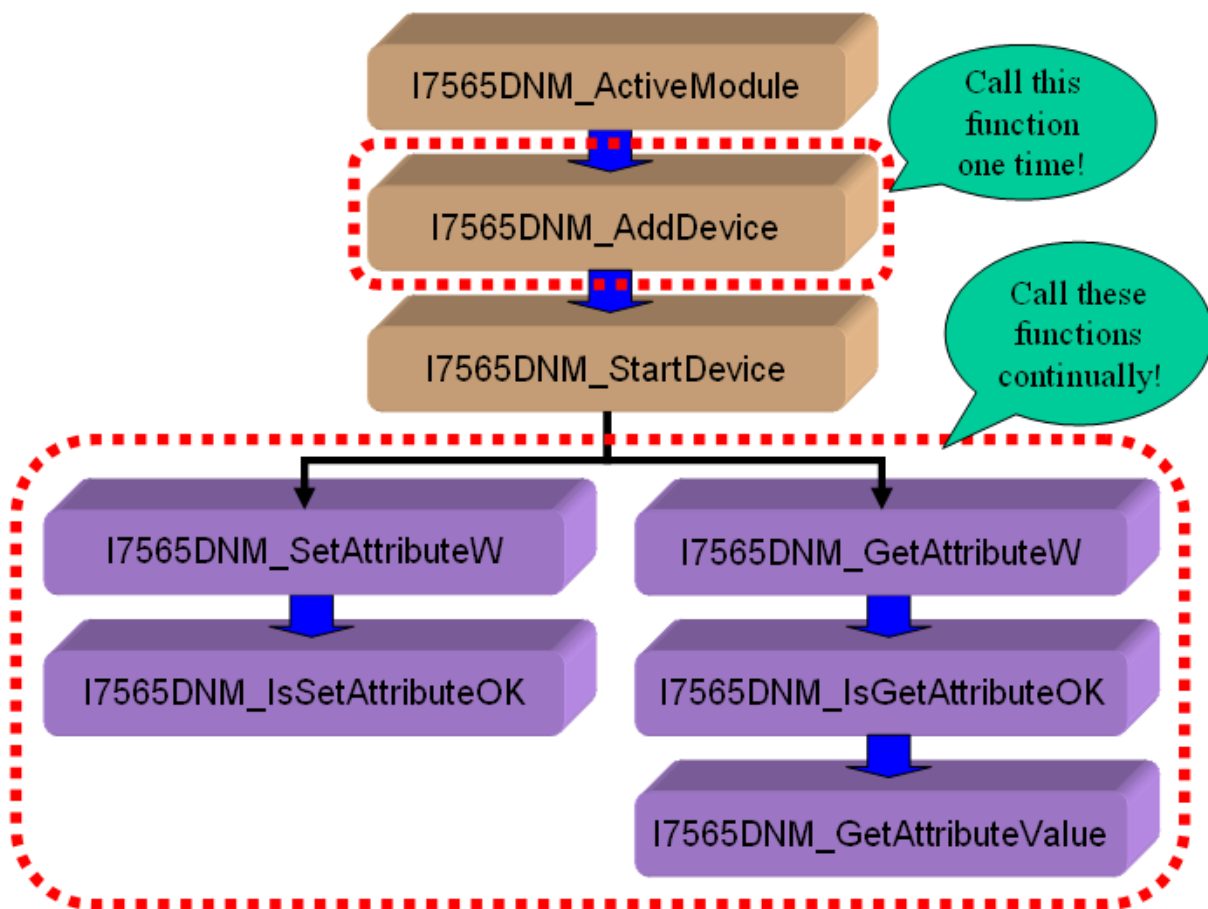 I7565DNM_ActiveModule
Call this
function
one time!
I7565DNM_AddDevice
I7565DNM_StartDevice
Call these
functions
continually!
I7565DNM_SetAttributeW
I7565DNM_GetAttributeW
I7565DNM_IsSetAttributeOK
I7565DNM_IsGetAttributeOK
I7565DNM_GetAttributeValue